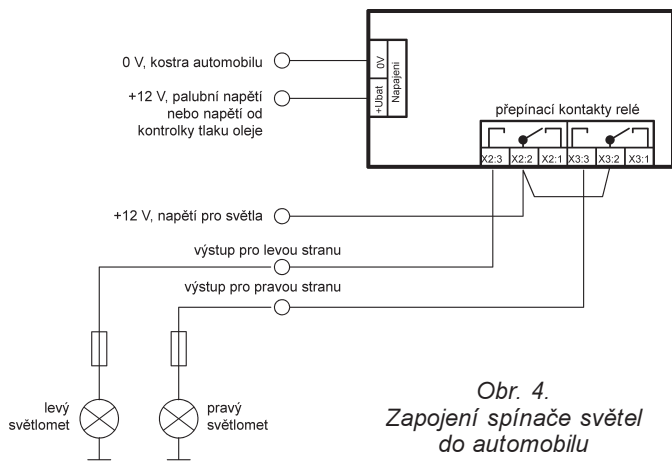 0 V, kostra automobilu
+12 V, palubní napětí
nebo napětí od
kontrolky tlaku oleje
0V
+Ubat
Napajeni
přepínací kontakty relé
X2:3 X2:2 X2:1 X3:3 X3:2 X3:1
+12 V, napětí pro světla
výstup pro levou stranu
výstup pro pravou stranu
levý
světlomet
pravý
světlomet
Obr. 4.
Zapojení spínače světel
do automobilu